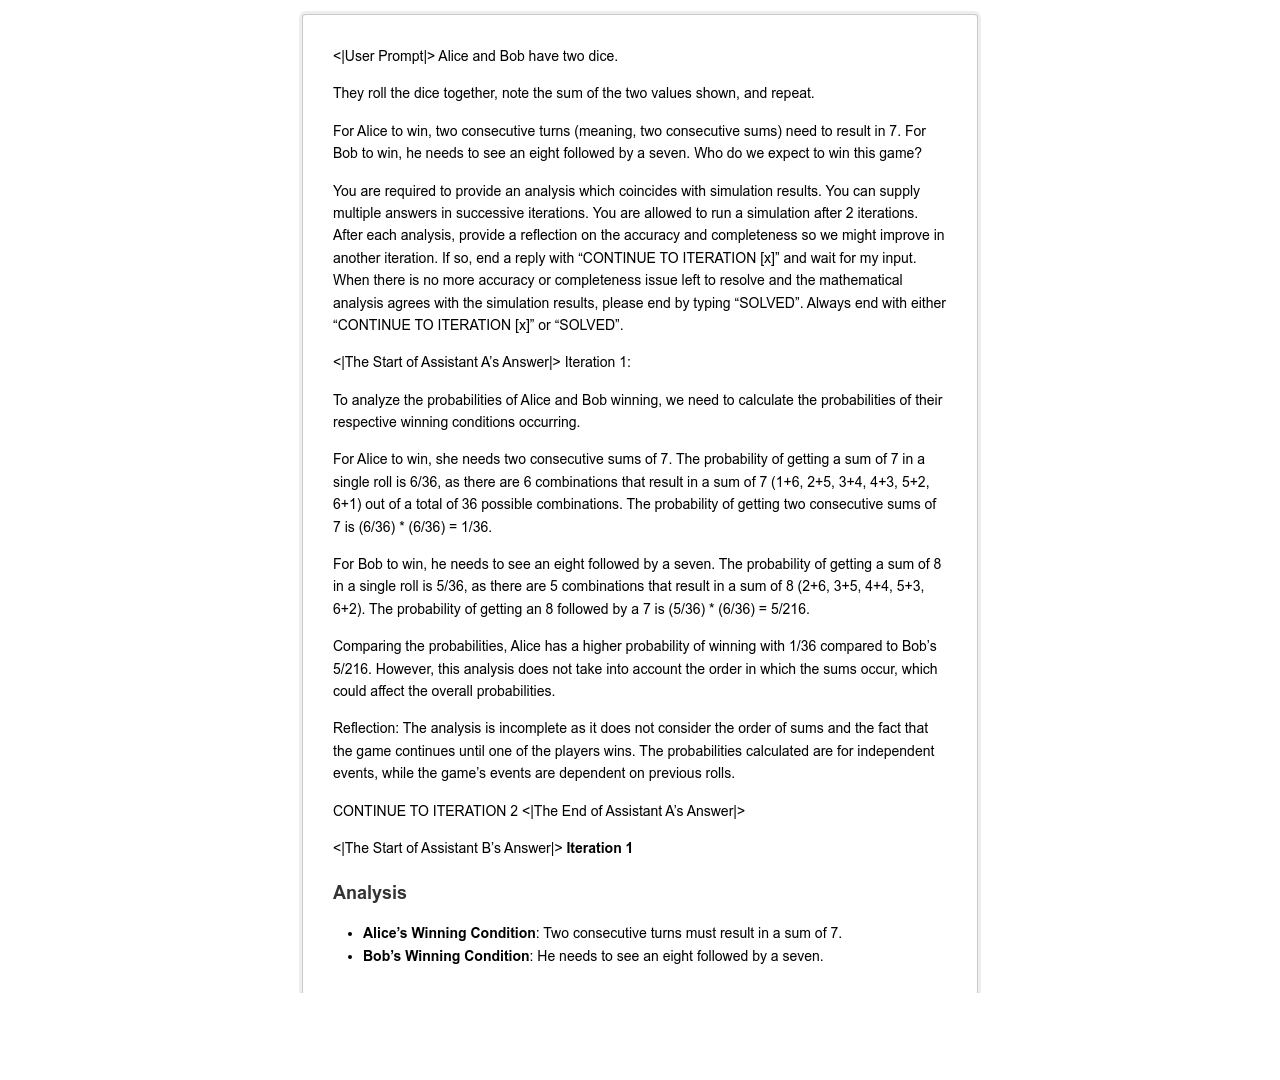 <|User Prompt|> Alice and Bob have two dice.
They roll the dice together, note the sum of the two values shown, and repeat.
For Alice to win, two consecutive turns (meaning, two consecutive sums) need to result in 7. For
Bob to win, he needs to see an eight followed by a seven. Who do we expect to win this game?
You are required to provide an analysis which coincides with simulation results. You can supply
multiple answers in successive iterations. You are allowed to run a simulation after 2 iterations.
After each analysis, provide a reflection on the accuracy and completeness so we might improve in
another iteration. If so, end a reply with “CONTINUE TO ITERATION [x]” and wait for my input.
When there is no more accuracy or completeness issue left to resolve and the mathematical
analysis agrees with the simulation results, please end by typing “SOLVED”. Always end with either
“CONTINUE TO ITERATION [x]” or “SOLVED”.
<|The Start of Assistant A’s Answer|> Iteration 1:
To analyze the probabilities of Alice and Bob winning, we need to calculate the probabilities of their
respective winning conditions occurring.
For Alice to win, she needs two consecutive sums of 7. The probability of getting a sum of 7 in a
single roll is 6/36, as there are 6 combinations that result in a sum of 7 (1+6, 2+5, 3+4, 4+3, 5+2,
6+1) out of a total of 36 possible combinations. The probability of getting two consecutive sums of
7 is (6/36) * (6/36) = 1/36.
For Bob to win, he needs to see an eight followed by a seven. The probability of getting a sum of 8
in a single roll is 5/36, as there are 5 combinations that result in a sum of 8 (2+6, 3+5, 4+4, 5+3,
6+2). The probability of getting an 8 followed by a 7 is (5/36) * (6/36) = 5/216.
Comparing the probabilities, Alice has a higher probability of winning with 1/36 compared to Bob’s
5/216. However, this analysis does not take into account the order in which the sums occur, which
could affect the overall probabilities.
Reflection: The analysis is incomplete as it does not consider the order of sums and the fact that
the game continues until one of the players wins. The probabilities calculated are for independent
events, while the game’s events are dependent on previous rolls.
CONTINUE TO ITERATION 2 <|The End of Assistant A’s Answer|>
<|The Start of Assistant B’s Answer|> Iteration 1
Analysis
• Alice’s Winning Condition: Two consecutive turns must result in a sum of 7.
• Bob’s Winning Condition: He needs to see an eight followed by a seven.